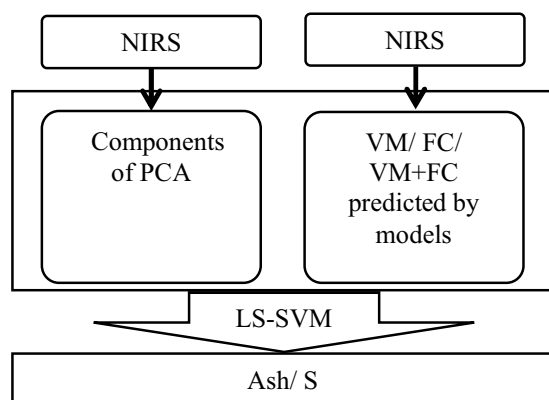 NIRS
NIRS
Components
of PCA
VM/ FC/
VM+FC
predicted by
models
LS-SVM
Ash/ S